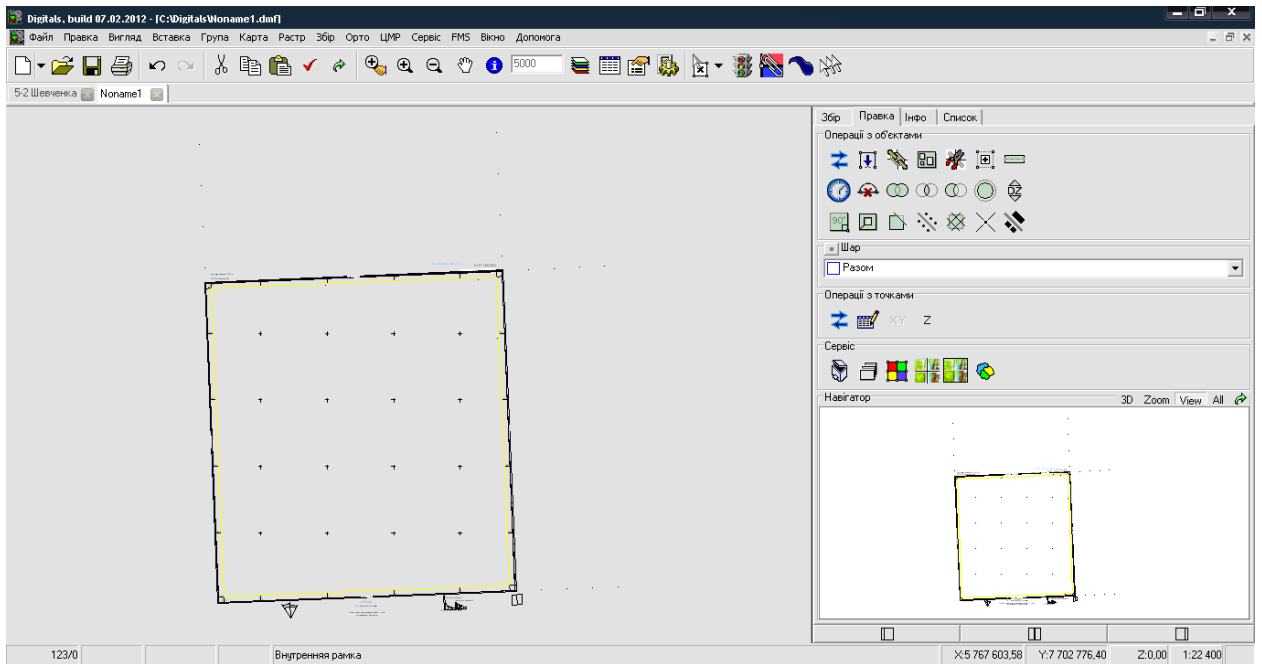 Digitals, build 07.02.2012 - [C:\Digitals\Noname1.dmf]
Файл Правка Вигляд Вставка Група Карта Растр Збір Орто ЦМР Сервіс FMS Вікно Допомога
5000
5-2 Шевченка Noname1
Збір Правка Інфо Список
Операції з об'єктами
DZ
90°
Шар
Разом
Операції з точками
XY Z
Сервіс
Навігатор 3D Zoom View All
123/0 Внутренняя рамка X:5 767 603,58 Y:7 702 776,40 Z:0,00 1:22 400